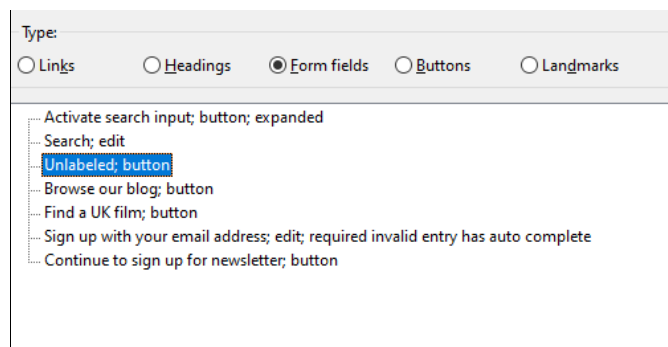 Type:
Links Headings Form fields Buttons Landmarks
Activate search input; button; expanded
Search; edit
Unlabeled; button
Browse our blog; button
Find a UK film; button
Sign up with your email address; edit; required invalid entry has auto complete
Continue to sign up for newsletter; button